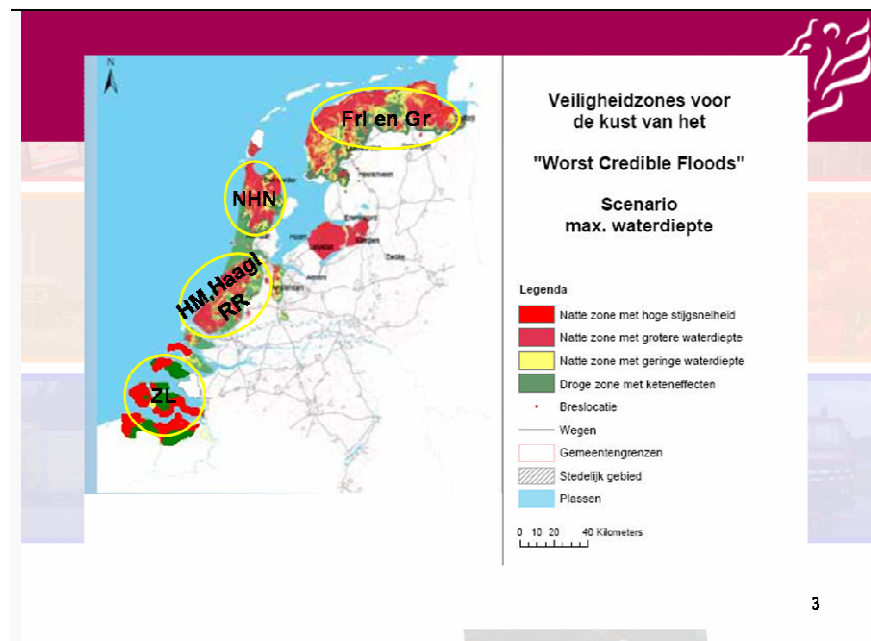 N
Frl en Gr
NHN
HM,Haagl
RR
ZL
Veiligheidzones voor
de kust van het
"Worst Credible Floods"
Scenario
max. waterdiepte
Legenda
Natte zone met hoge stijgsnelheid
Natte zone met grotere waterdiepte
Natte zone met geringe waterdiepte
Droge zone met keteneffecten
Breslocatie
Wegen
Gemeentengrenzen
Stedelijk gebied
Plassen
0 10 20 40 Kilometers
3